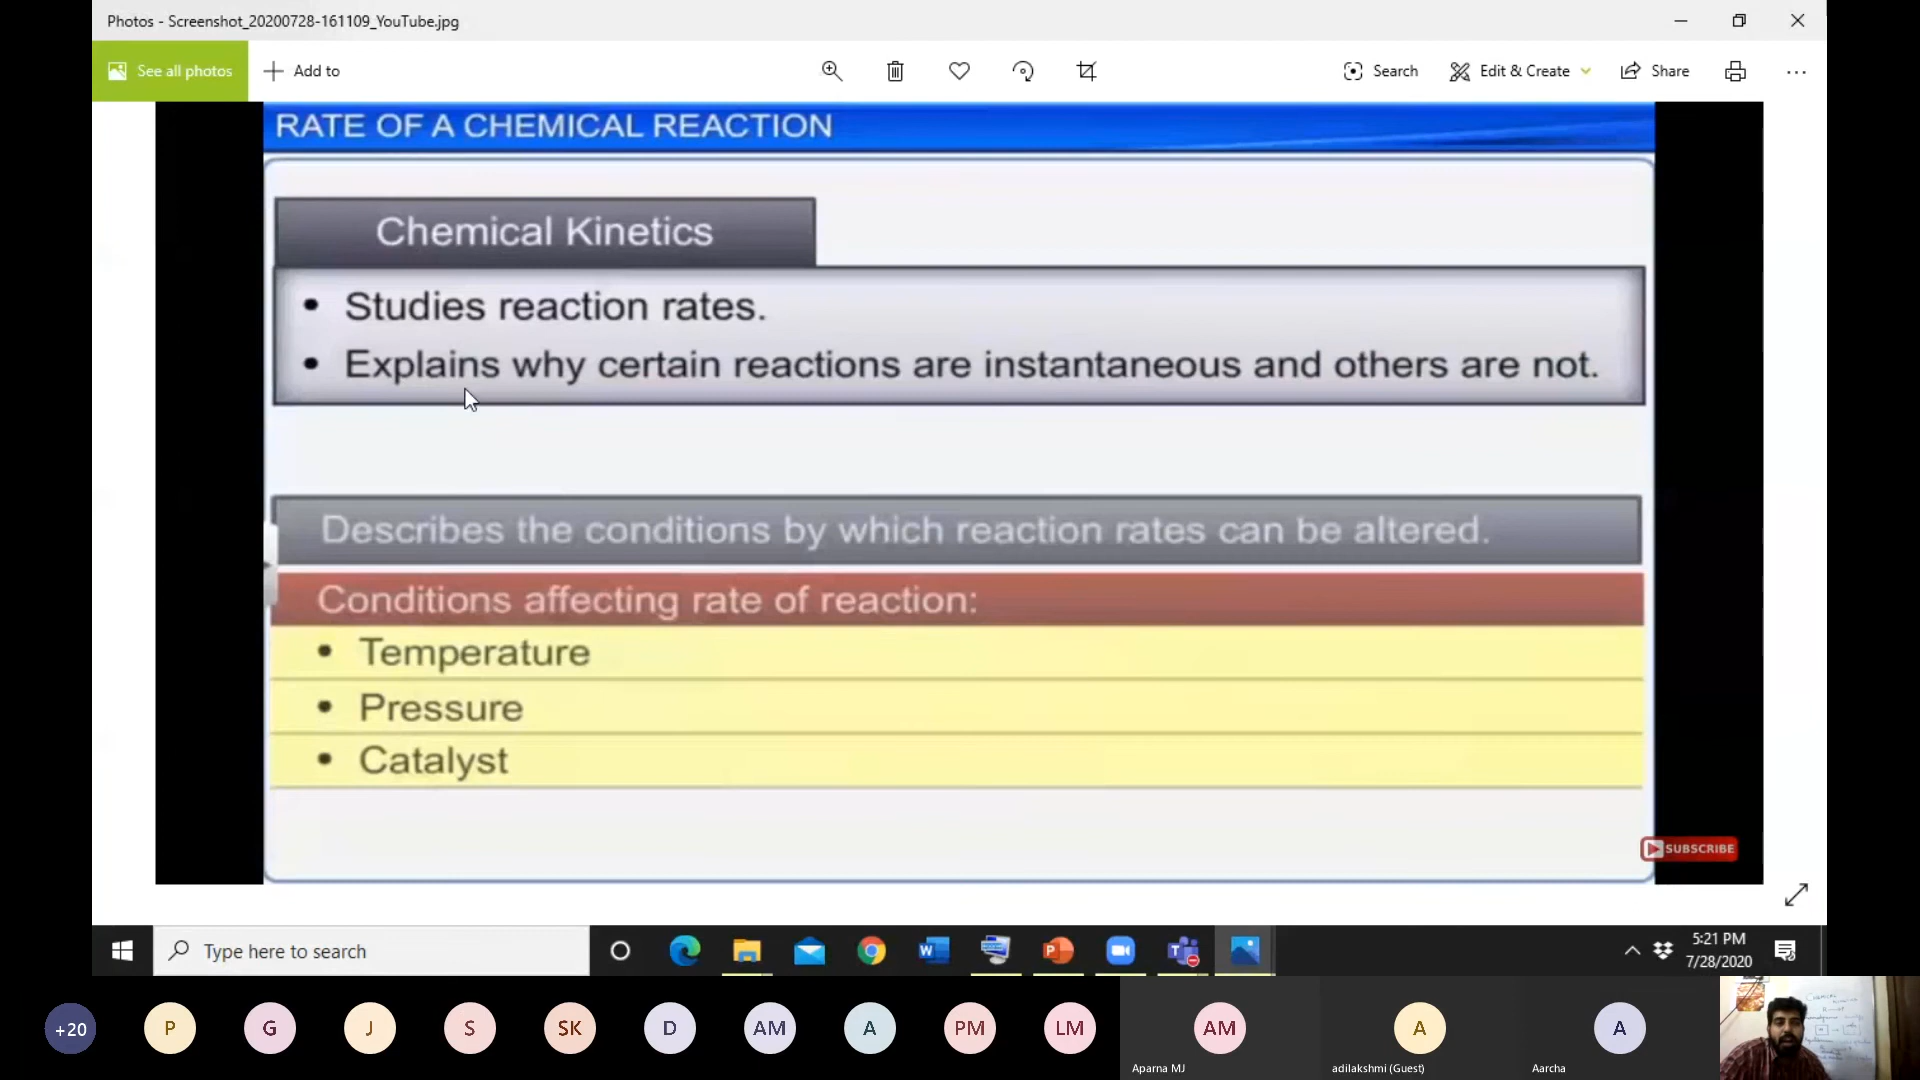 Photos - Screenshot_20200728-161109_YouTube.jpg
See all photos
Add to
Search
Edit & Create
Share
RATE OF A CHEMICAL REACTION
Chemical Kinetics
• Studies reaction rates.
• Explains why certain reactions are instantaneous and others are not.
Describes the conditions by which reaction rates can be altered.
Conditions affecting rate of reaction:
• Temperature
• Pressure
• Catalyst
SUBSCRIBE
Type here to search
5:21 PM
7/28/2020
+20
P
G
J
S
SK
D
AM
A
PM
LM
AM
A
A
Aparna MJ
adilakshmi (Guest)
Aarcha